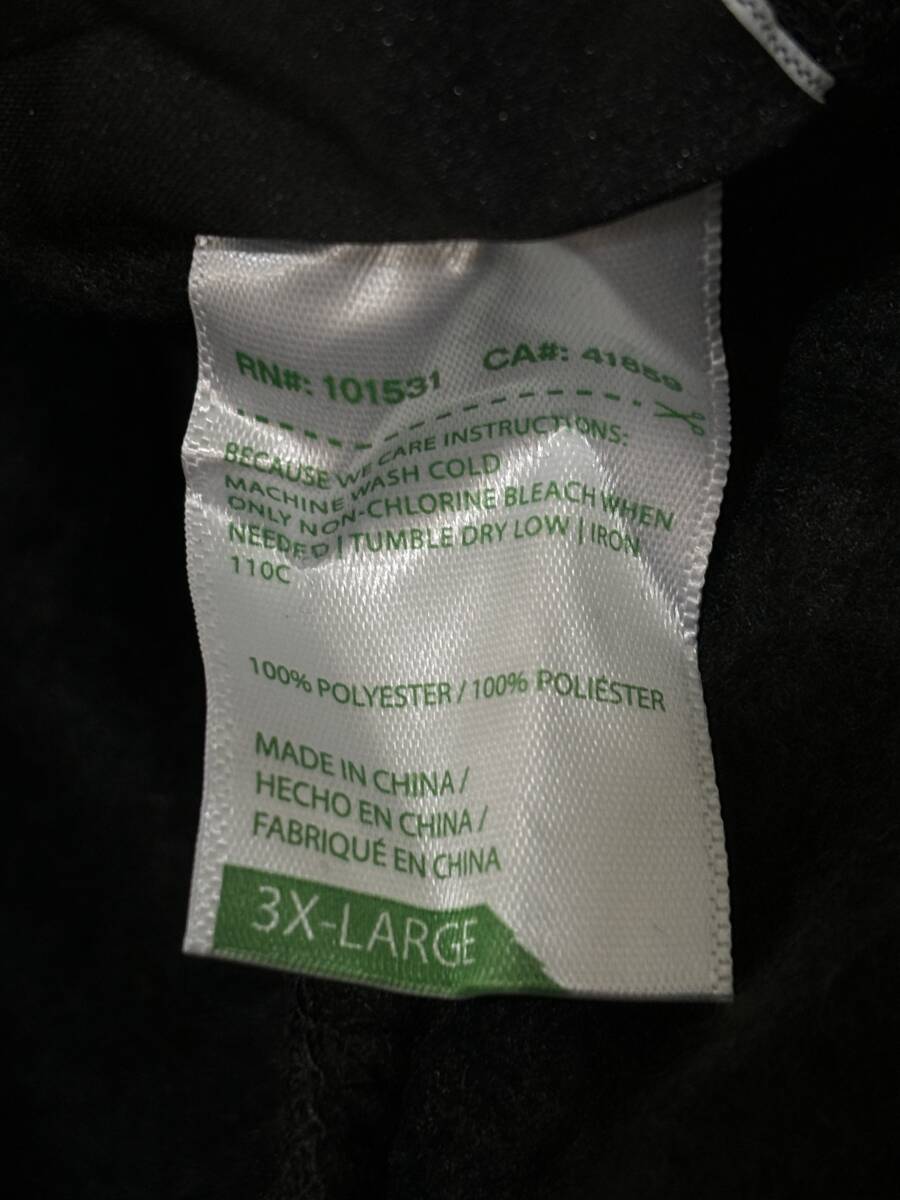 RN#: 101531 CA#: 41859
BECAUSE WE CARE INSTRUCTIONS:
MACHINE WASH COLD
ONLY NON-CHLORINE BLEACH WHEN
NEEDED | TUMBLE DRY LOW | IRON
110C
100% POLYESTER / 100% POLIÉSTER
MADE IN CHINA /
HECHO EN CHINA /
FABRIQUÉ EN CHINA
3X-LARGE